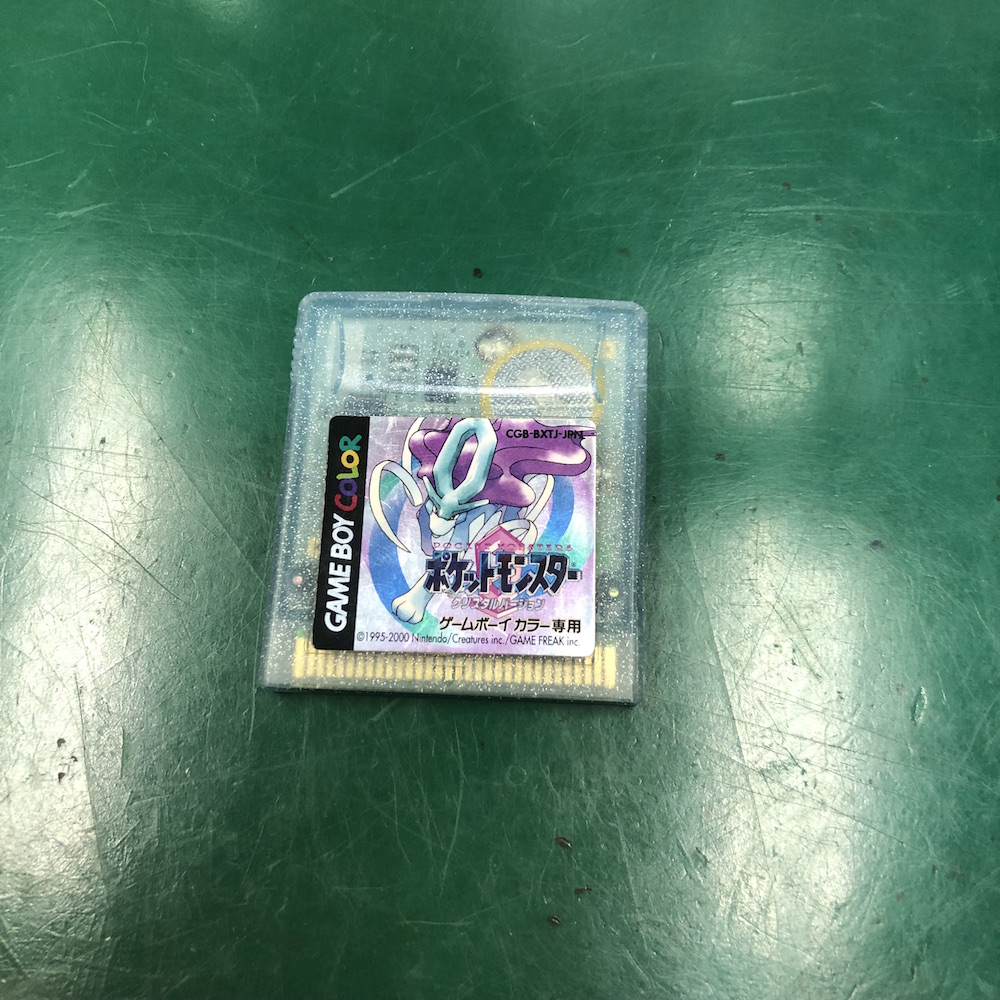 GAME BOY COLOR
CGB-BXTJ-JPN
POCKET MONSTERS
ポケットモンスター
クリスタルバージョン
ゲームボーイ カラー専用
©1995-2000 Nintendo/Creatures inc./GAME FREAK inc.